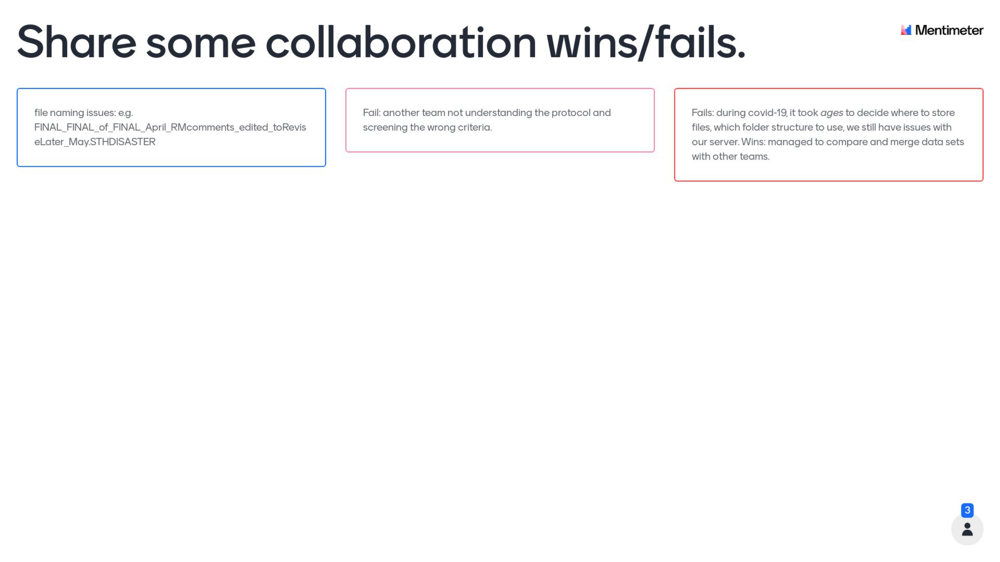 Share some collaboration wins/fails.
Mentimeter
file naming issues: e.g.
FINAL_FINAL_of_FINAL_April_RMcomments_edited_toRevis
eLater_May.STHDISASTER
Fail: another team not understanding the protocol and
screening the wrong criteria.
Fails: during covid-19, it took ages to decide where to store
files, which folder structure to use, we still have issues with
our server. Wins: managed to compare and merge data sets
with other teams.
3